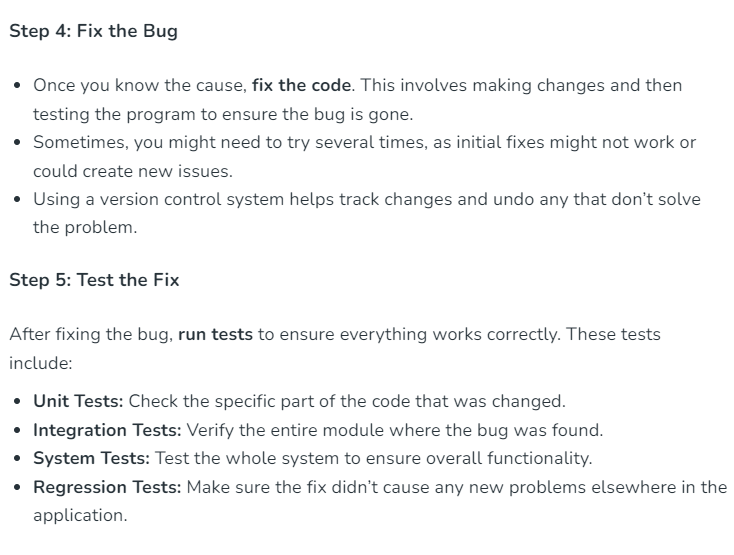 Step 4: Fix the Bug
• Once you know the cause, fix the code. This involves making changes and then
testing the program to ensure the bug is gone.
• Sometimes, you might need to try several times, as initial fixes might not work or
could create new issues.
• Using a version control system helps track changes and undo any that don’t solve
the problem.
Step 5: Test the Fix
After fixing the bug, run tests to ensure everything works correctly. These tests
include:
• Unit Tests: Check the specific part of the code that was changed.
• Integration Tests: Verify the entire module where the bug was found.
• System Tests: Test the whole system to ensure overall functionality.
• Regression Tests: Make sure the fix didn’t cause any new problems elsewhere in the
application.